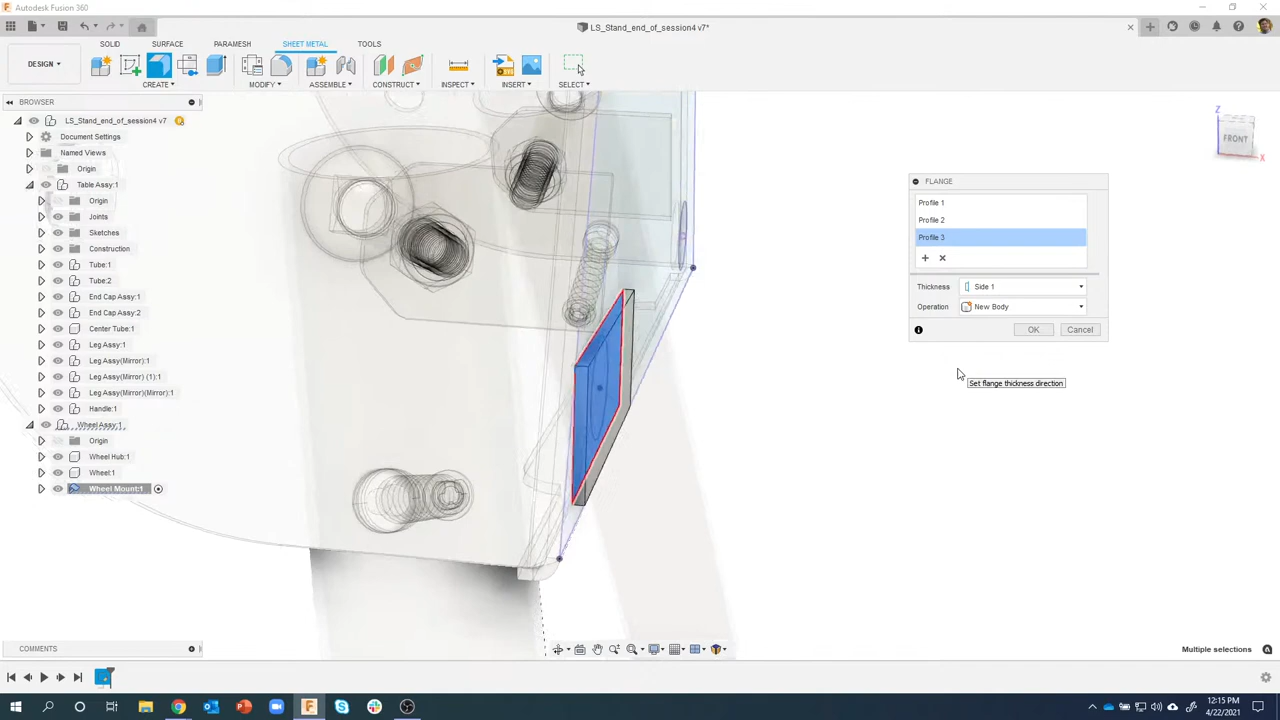 Autodesk Fusion 360
LS_Stand_end_of_session4 v7*
SOLID
SURFACE
PARAMESH
SHEET METAL
TOOLS
DESIGN
CREATE
MODIFY
ASSEMBLE
CONSTRUCT
INSPECT
INSERT
SELECT
BROWSER
LS_Stand_end_of_session4 v7
Document Settings
Named Views
Origin
Table Assy:1
Origin
Joints
Sketches
Construction
Tube:1
Tube:2
End Cap Assy:1
End Cap Assy:2
Center Tube:1
Leg Assy:1
Leg Assy(Mirror):1
Leg Assy(Mirror) (1):1
Leg Assy(Mirror)(Mirror):1
Handle:1
Wheel Assy:1
Origin
Wheel Hub:1
Wheel:1
Wheel Mount:1
Z
FRONT
X
FLANGE
Profile 1
Profile 2
Profile 3
Thickness
Side 1
Operation
New Body
OK
Cancel
Set flange thickness direction
COMMENTS
Multiple selections
12:15 PM
4/22/2021